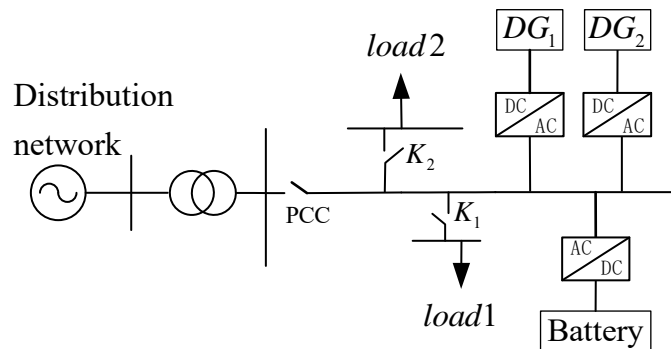 DG1 DG2
load2
Distribution
network
DC
AC
DC
AC
K2
PCC
K1
AC
DC
load1
Battery